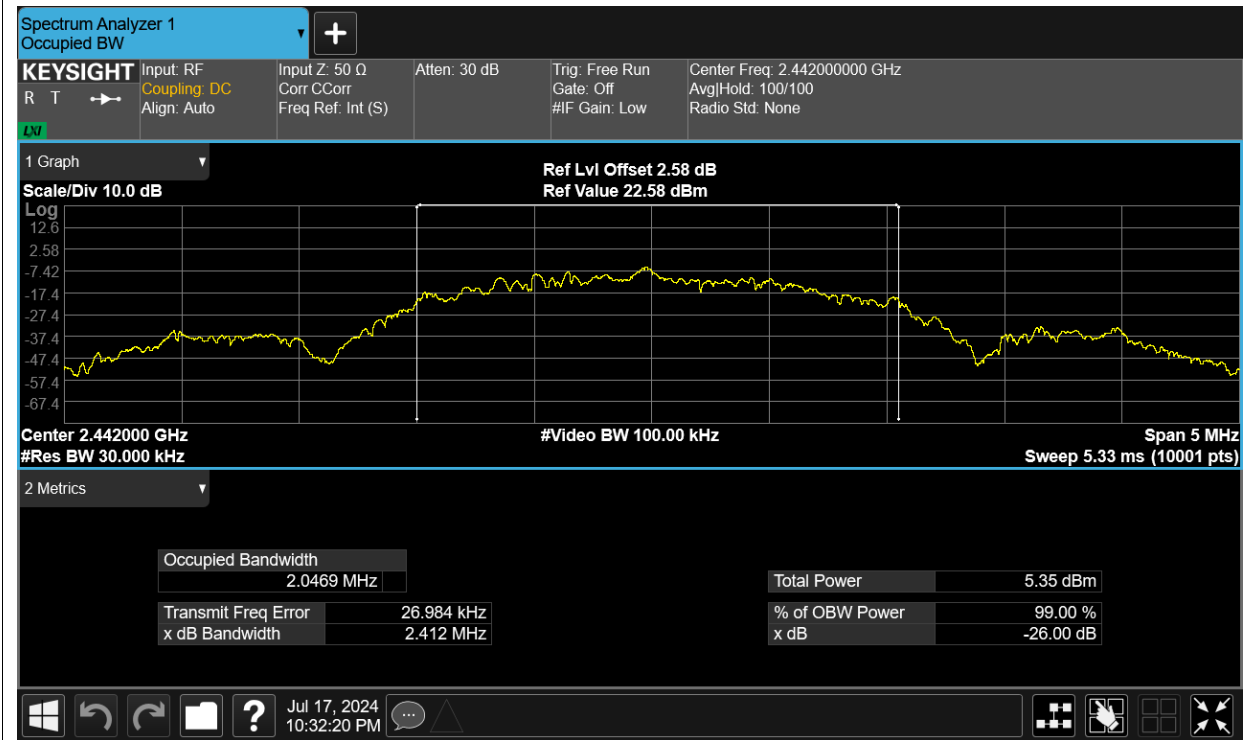 Spectrum Analyzer 1
Occupied BW
KEYSIGHT
R T
LXI
Input: RF
Coupling: DC
Align: Auto
Input Z: 50 Ω
Corr CCorr
Freq Ref: Int (S)
Atten: 30 dB
Trig: Free Run
Gate: Off
#IF Gain: Low
Center Freq: 2.442000000 GHz
Avg|Hold: 100/100
Radio Std: None
1 Graph
Scale/Div 10.0 dB
Ref Lvl Offset 2.58 dB
Ref Value 22.58 dBm
Log
12.6
2.58
-7.42
-17.4
-27.4
-37.4
-47.4
-57.4
-67.4
Center 2.442000 GHz
#Video BW 100.00 kHz
Span 5 MHz
#Res BW 30.000 kHz
Sweep 5.33 ms (10001 pts)
2 Metrics
Occupied Bandwidth
2.0469 MHz
Total Power 5.35 dBm
Transmit Freq Error 26.984 kHz
% of OBW Power 99.00 %
x dB Bandwidth 2.412 MHz
x dB -26.00 dB
?
Jul 17, 2024
10:32:20 PM